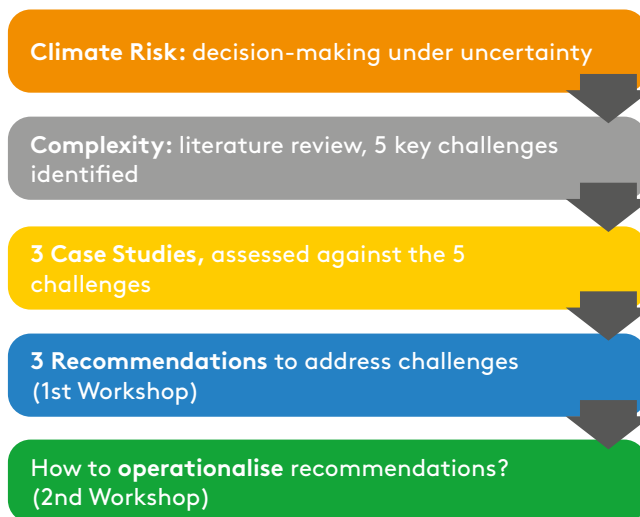 Climate Risk: decision-making under uncertainty
Complexity: literature review, 5 key challenges
identified
3 Case Studies, assessed against the 5
challenges
3 Recommendations to address challenges
(1st Workshop)
How to operationalise recommendations?
(2nd Workshop)